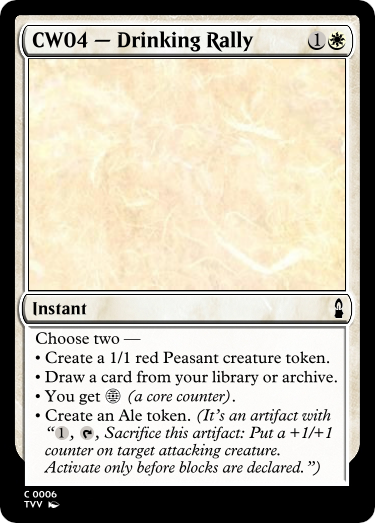 CW04 — Drinking Rally 1
Instant
Choose two —
• Create a 1/1 red Peasant creature token.
• Draw a card from your library or archive.
• You get (a core counter).
• Create an Ale token. (It's an artifact with
"1, , Sacrifice this artifact: Put a +1/+1
counter on target attacking creature.
Activate only before blocks are declared.")
C 0006
TVV